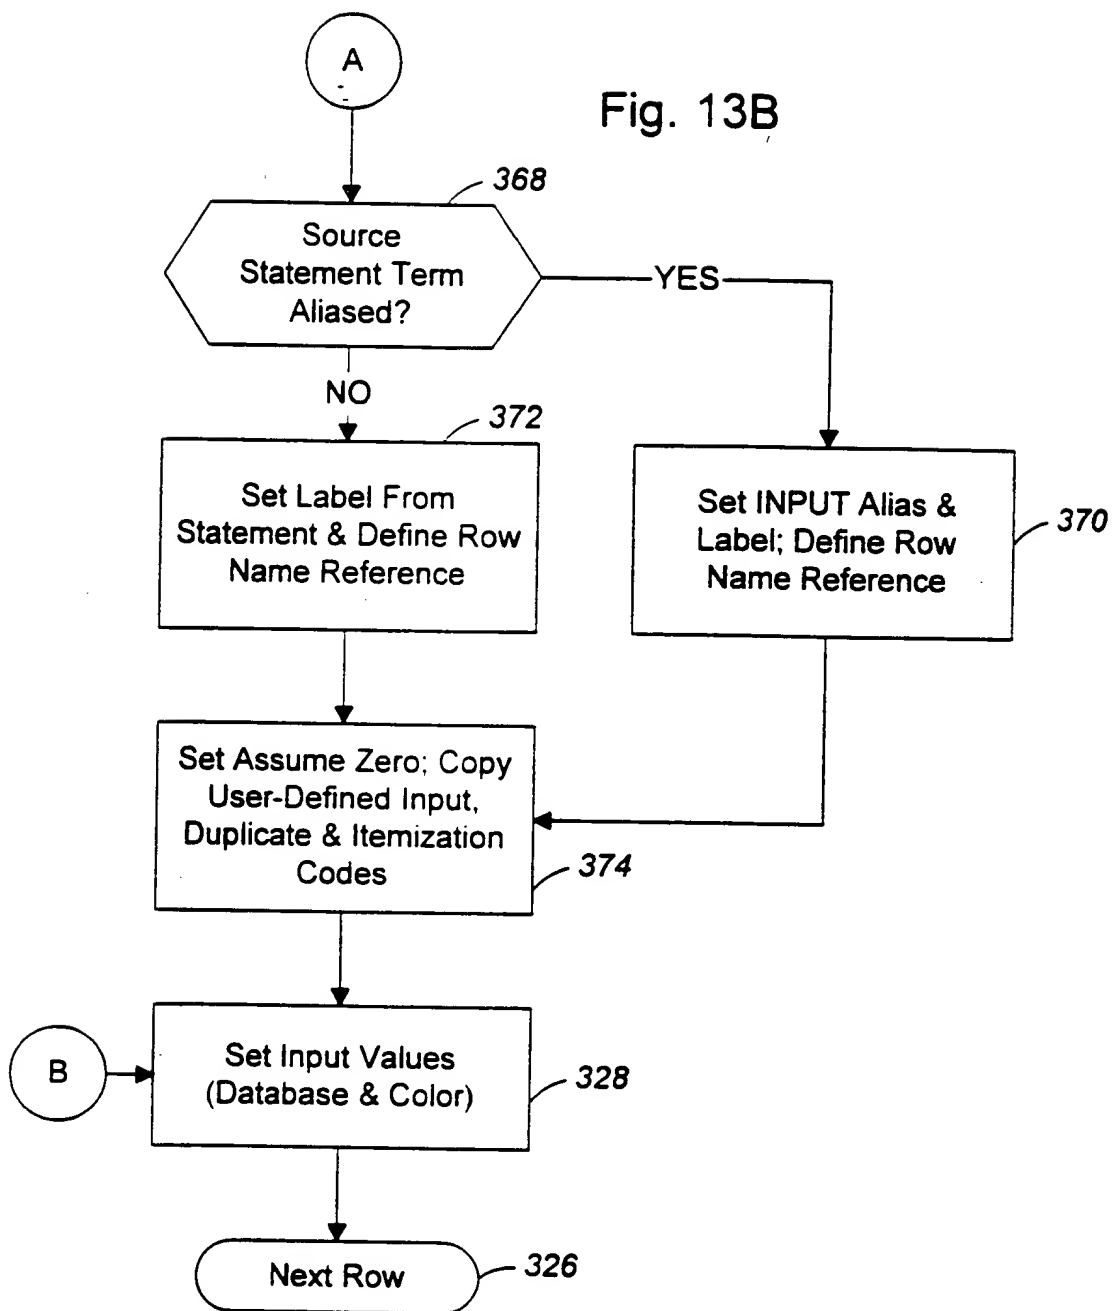 A
Fig. 13B
368
Source
Statement Term
Aliased?
YES
NO
372
Set Label From
Statement & Define Row
Name Reference
Set INPUT Alias &
Label; Define Row
Name Reference
370
Set Assume Zero; Copy
User-Defined Input,
Duplicate & Itemization
Codes
374
B
Set Input Values
(Database & Color)
328
Next Row
326